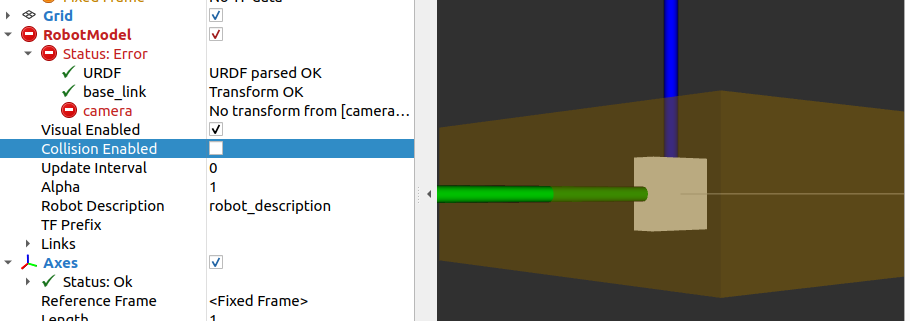 Fixed Frame No TF data
Grid
RobotModel
Status: Error
URDF URDF parsed OK
base_link Transform OK
camera No transform from [camera...
Visual Enabled
Collision Enabled
Update Interval 0
Alpha 1
Robot Description robot_description
TF Prefix
Links
Axes
Status: Ok
Reference Frame <Fixed Frame>
Length 1